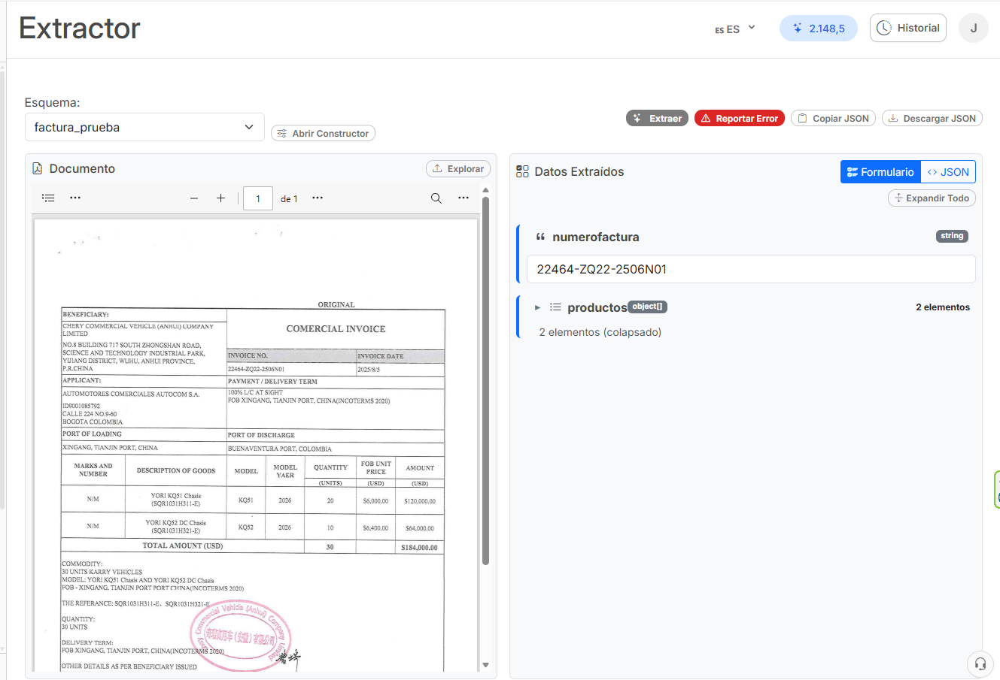 Extractor
ES ES
2.148,5
Historial
J
Esquema:
factura_prueba
Abrir Constructor
Extraer
Reportar Error
Copiar JSON
Descargar JSON
Documento
Explorar
1
de 1
ORIGINAL
BENEFICIARY:
CHERY COMMERCIAL VEHICLE (ANHUI) COMPANY
LIMITED
NO.8 BUILDING 717 SOUTH ZHONGSHAN ROAD,
SCIENCE AND TECHNOLOGY INDUSTRIAL PARK,
YIJIANG DISTRICT, WUHU, ANHUI PROVINCE,
P.R.CHINA
COMERCIAL INVOICE
INVOICE NO. INVOICE DATE
22464-ZQ22-2506N01 2025/8/5
APPLICANT: PAYMENT / DELIVERY TERM
AUTOMOTORES COMERCIALES AUTOCOM S.A.
ID9001085792
CALLE 224 NO.9-60
BOGOTA COLOMBIA
100% L/C AT SIGHT
FOB XINGANG, TIANJIN PORT, CHINA(INCOTERMS 2020)
PORT OF LOADING PORT OF DISCHARGE
XINGANG, TIANJIN PORT, CHINA BUENAVENTURA PORT, COLOMBIA
MARKS AND NUMBER DESCRIPTION OF GOODS MODEL MODEL YAER QUANTITY FOB UNIT PRICE AMOUNT
(UNITS) (USD) (USD)
N/M YORI KQ51 Chasis (SQR1031H311-E) KQ51 2026 20 $6,000.00 $120,000.00
N/M YORI KQ52 DC Chasis (SQR1031H321-E) KQ52 2026 10 $6,400.00 $64,000.00
TOTAL AMOUNT (USD) 30 $184,000.00
COMMODITY:
30 UNITS KARRY VEHICLES
MODEL: YORI KQ51 Chasis AND YORI KQ52 DC Chasis
FOB - XINGANG, TIANJIN PORT PORT CHINA(INCOTERMS 2020)
THE REFERANCE: SQR1031H311-E、SQR1031H321-E
QUANTITY:
30 UNITS
DELIVERY TERM:
FOB XINGANG, TIANJIN PORT, CHINA(INCOTERMS 2020)
OTHER DETAILS AS PER BENEFICIARY ISSUED
Commercial Vehicle (Anhui) Company Limited
Datos Extraídos
Formulario
JSON
Expandir Todo
numerofactura
string
22464-ZQ22-2506N01
productos
object[]
2 elementos
2 elementos (colapsado)